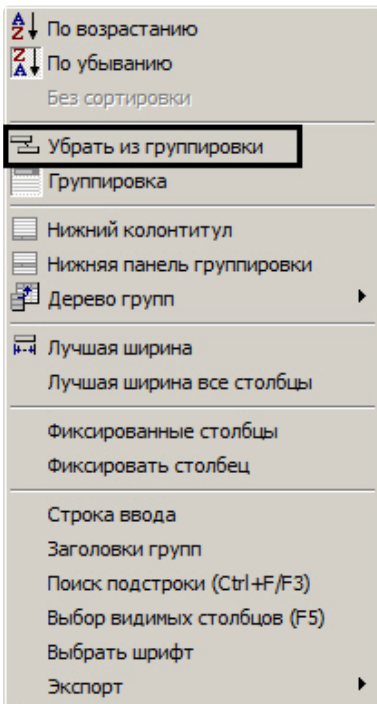 По возрастанию
По убыванию
Без сортировки
Убрать из группировки
Группировка
Нижний колонтитул
Нижняя панель группировки
Дерево групп
Лучшая ширина
Лучшая ширина все столбцы
Фиксированные столбцы
Фиксировать столбец
Строка ввода
Заголовки групп
Поиск подстроки (Ctrl+F/F3)
Выбор видимых столбцов (F5)
Выбрать шрифт
Экспорт